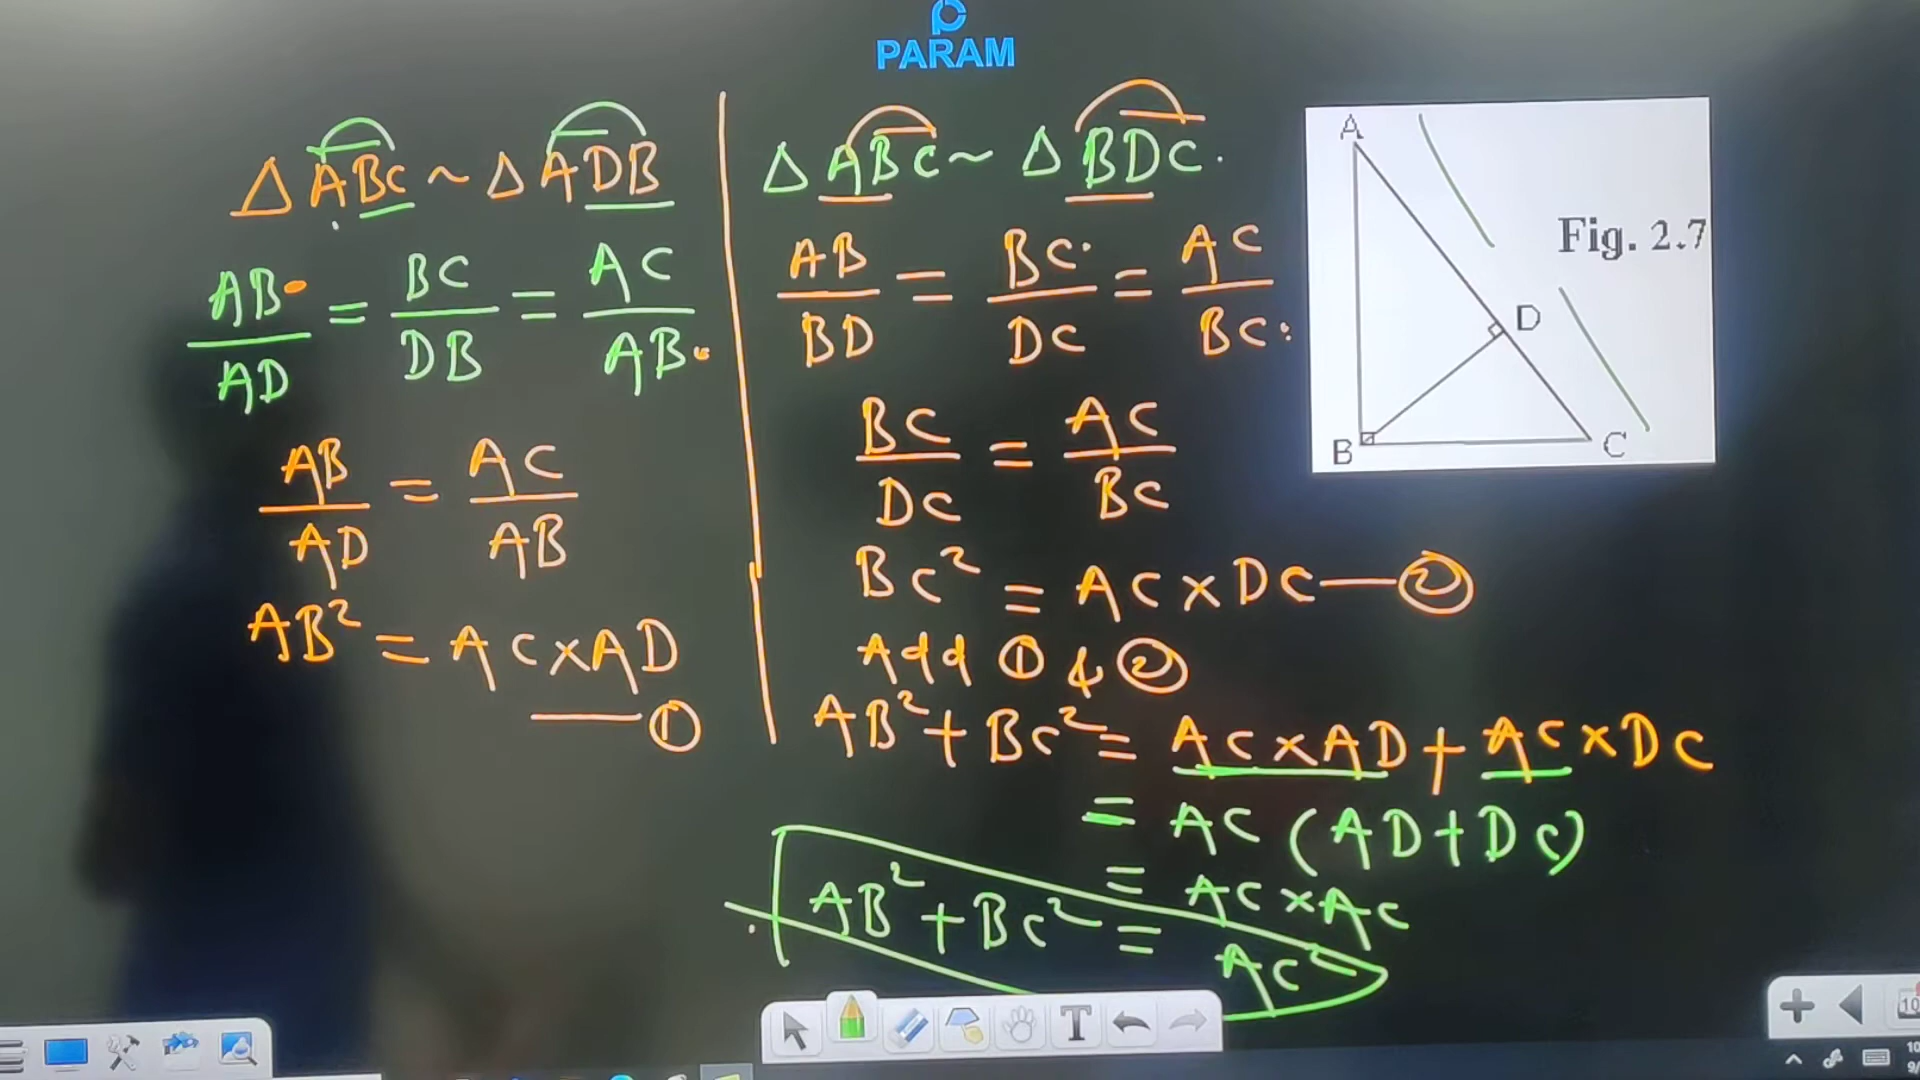 PARAM
Δ ABC ~ Δ ADB
AB/AD = BC/DB = AC/AB
AB/AD = AC/AB
AB² = AC×AD
—①
Δ ABC ~ Δ BDC.
AB/BD = BC/DC = AC/BC
BC/DC = AC/BC
BC² = AC×DC—②
Add ① & ②
AB²+BC² = AC×AD+AC×DC
= AC(AD+DC)
= AC×AC
AB²+BC² = AC²
A
Fig. 2.7
D
B
C
T